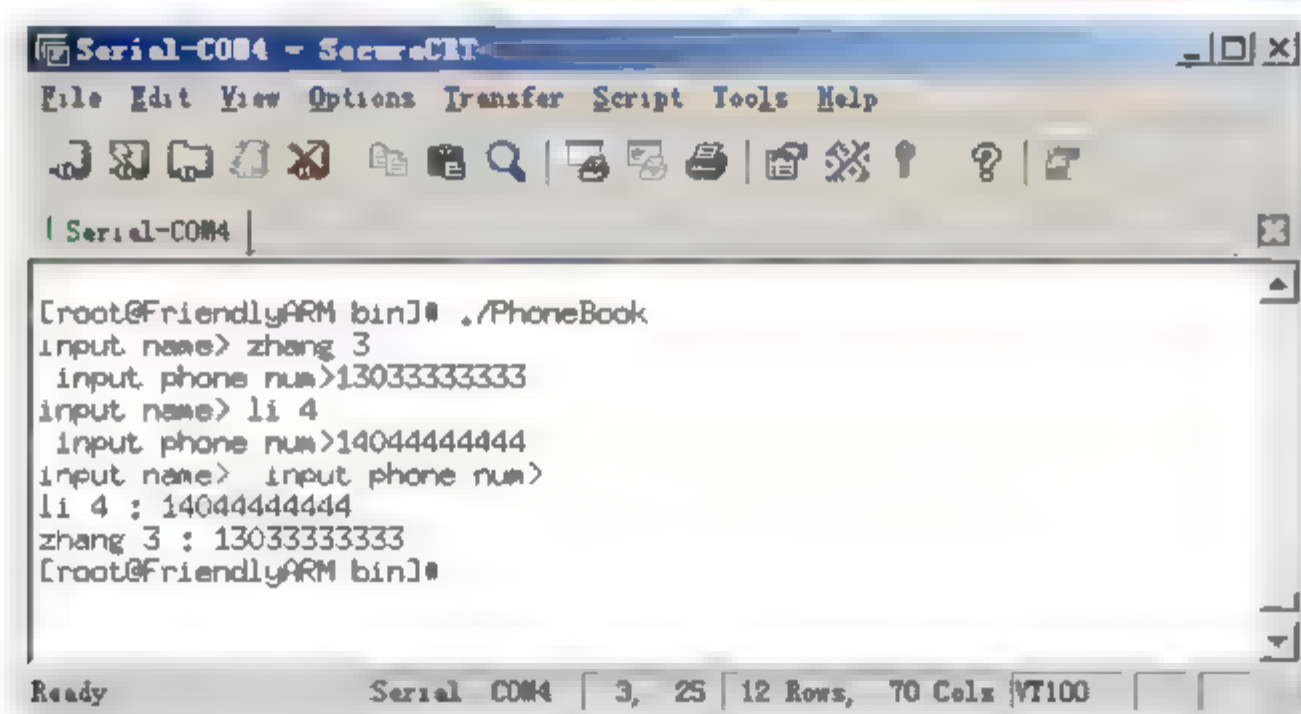 Serial-COM4 - SecureCRT
File Edit View Options Transfer Script Tools Help
Serial-COM4
[root@FriendlyARM bin]# ./PhoneBook
input name> zhang 3
 input phone num>13033333333
input name> li 4
 input phone num>14044444444
input name>  input phone num>
li 4 : 14044444444
zhang 3 : 13033333333
[root@FriendlyARM bin]#
Ready Serial COM4 3, 25 12 Rows, 70 Cols VT100